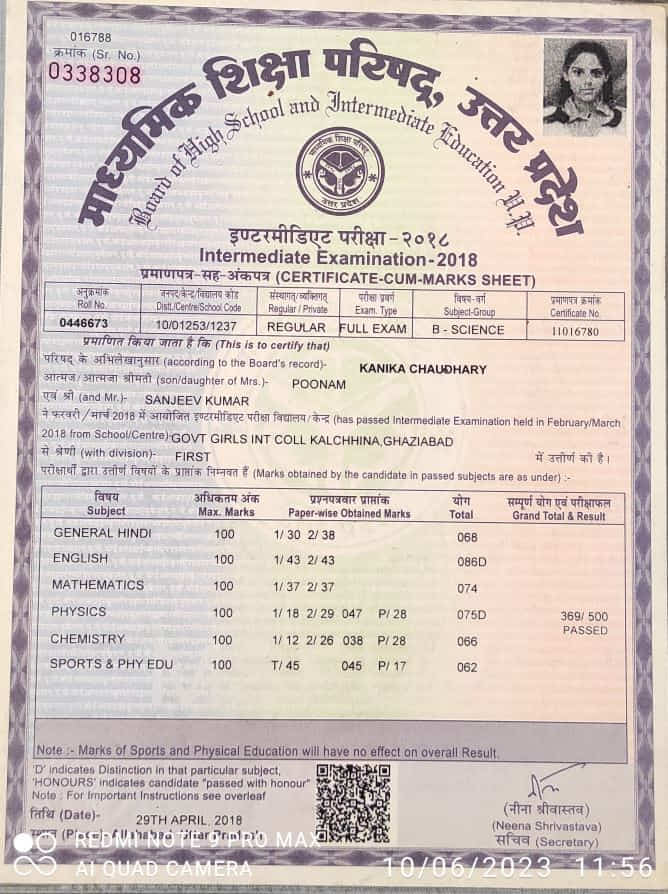 016788
क्रमांक (Sr. No.)
0338308
माध्यमिक शिक्षा परिषद्, उत्तर प्रदेश
Board of High School and Intermediate Education U.P.
माध्यमिक शिक्षा परिषद्
उत्तर प्रदेश
इण्टरमीडिएट परीक्षा-२०१८
Intermediate Examination-2018
प्रमाणपत्र-सह-अंकपत्र (CERTIFICATE-CUM-MARKS SHEET)
अनुक्रमांक जनपद/केन्द्र/विद्यालय कोड संस्थागत/व्यक्तिगत् परीक्षा प्रवर्ग विषय-वर्ग प्रमाणपत्र क्रमांक
Roll No. Distt./Centre/School Code Regular / Private Exam. Type Subject-Group Certificate No.
0446673 10/01253/1237 REGULAR FULL EXAM B - SCIENCE 11016780
प्रमाणित किया जाता है कि (This is to certify that)
परिषद् के अभिलेखानुसार (according to the Board's record)- KANIKA CHAUDHARY
आत्मज/आत्मजा श्रीमती (son/daughter of Mrs.)- POONAM
एवं श्री (and Mr.)- SANJEEV KUMAR
ने फरवरी/मार्च 2018 में आयोजित इण्टरमीडिएट परीक्षा विद्यालय/केन्द्र (has passed Intermediate Examination held in February/March
2018 from School/Centre) GOVT GIRLS INT COLL KALCHHINA,GHAZIABAD
से श्रेणी (with division)- FIRST में उत्तीर्ण की है।
परीक्षार्थी द्वारा उत्तीर्ण विषयों के प्राप्तांक निम्नवत हैं (Marks obtained by the candidate in passed subjects are as under) :-
विषय अधिकतम अंक प्रश्नपत्रवार प्राप्तांक योग सम्पूर्ण योग एवं परीक्षाफल
Subject Max. Marks Paper-wise Obtained Marks Total Grand Total & Result
GENERAL HINDI 100 1/ 30 2/ 38 068
ENGLISH 100 1/ 43 2/ 43 086D
MATHEMATICS 100 1/ 37 2/ 37 074
PHYSICS 100 1/ 18 2/ 29 047 P/ 28 075D 369/ 500
PASSED
CHEMISTRY 100 1/ 12 2/ 26 038 P/ 28 066
SPORTS & PHY EDU 100 T/ 45 045 P/ 17 062
Note :- Marks of Sports and Physical Education will have no effect on overall Result.
'D' indicates Distinction in that particular subject,
'HONOURS' indicates candidate "passed with honour"
Note : For Important Instructions see overleaf
तिथि (Date)- 29TH APRIL, 2018
(नीना श्रीवास्तव)
(Neena Shrivastava)
सचिव (Secretary)
REDMI NOTE 9 PRO MAX
AI QUAD CAMERA
10/06/2023 11:56